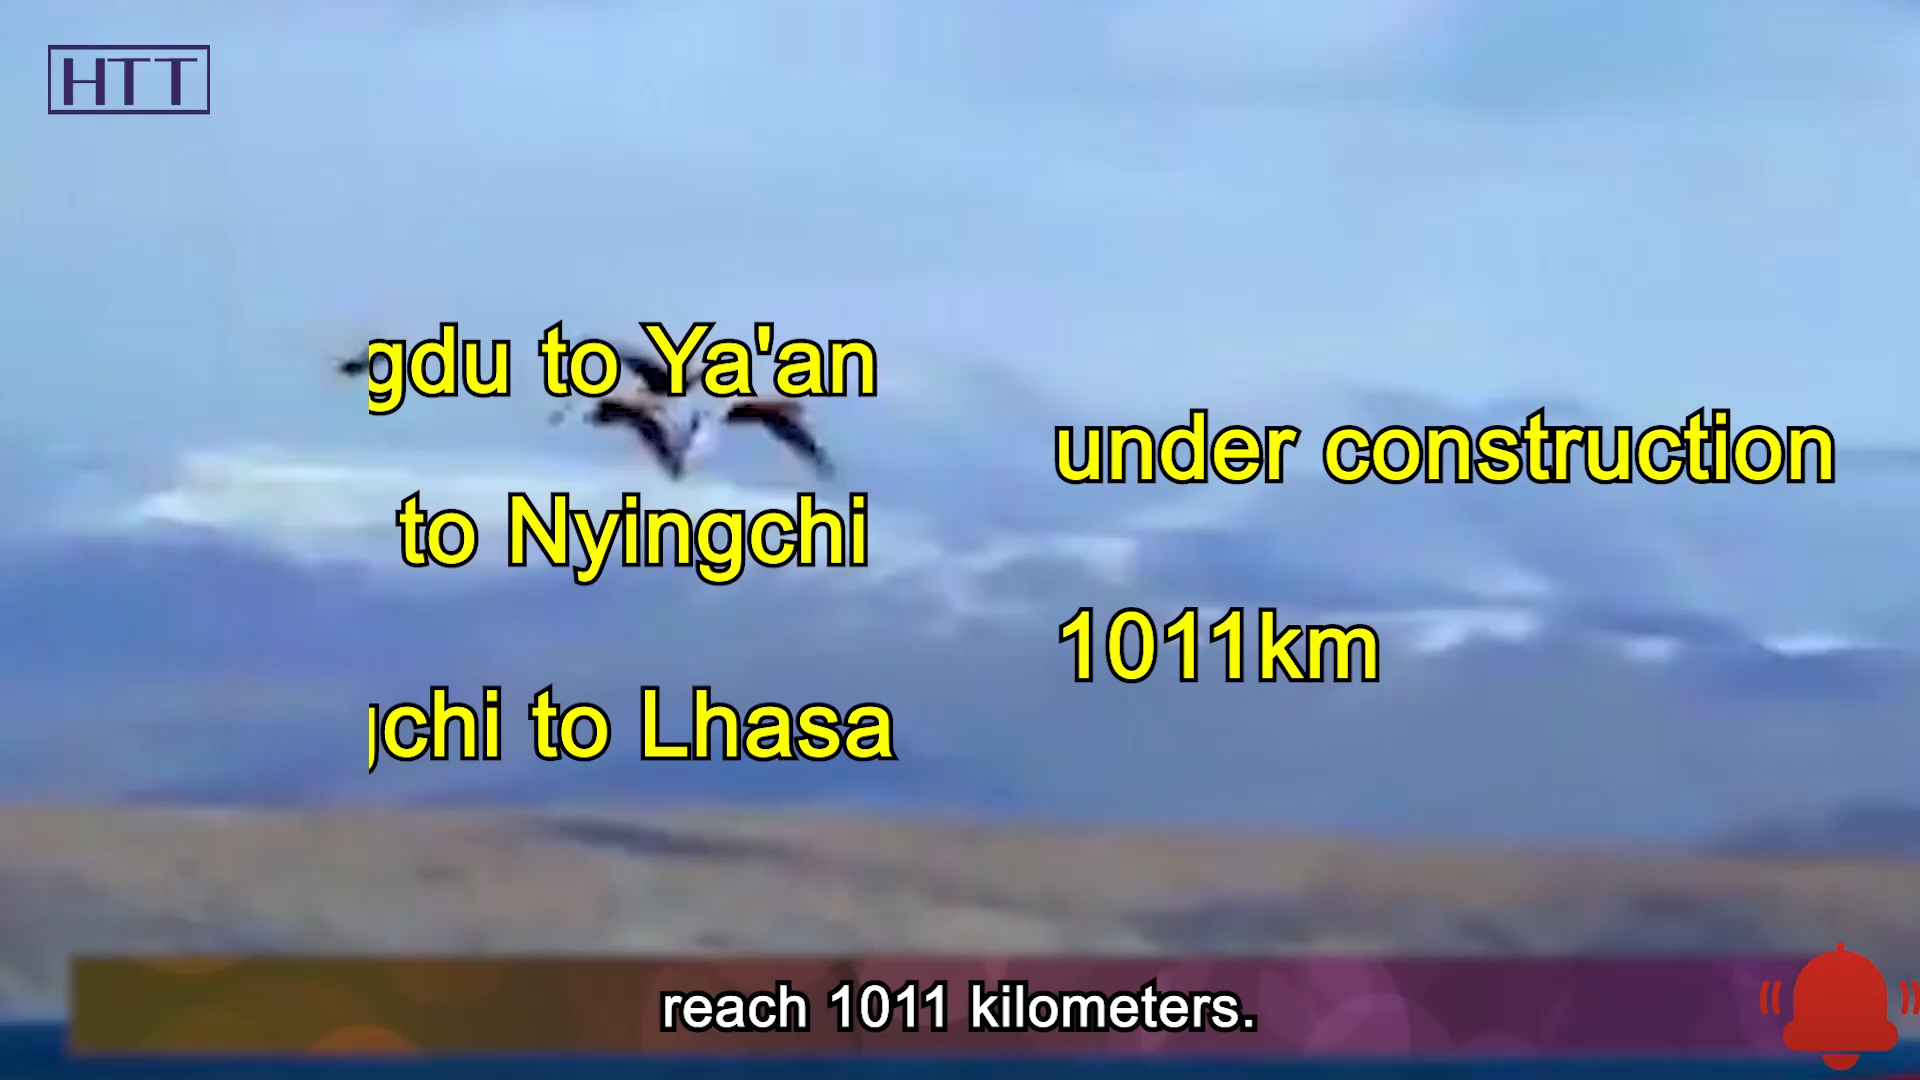 HTT
gdu to Ya'an
to Nyingchi
chi to Lhasa
under construction
1011km
reach 1011 kilometers.